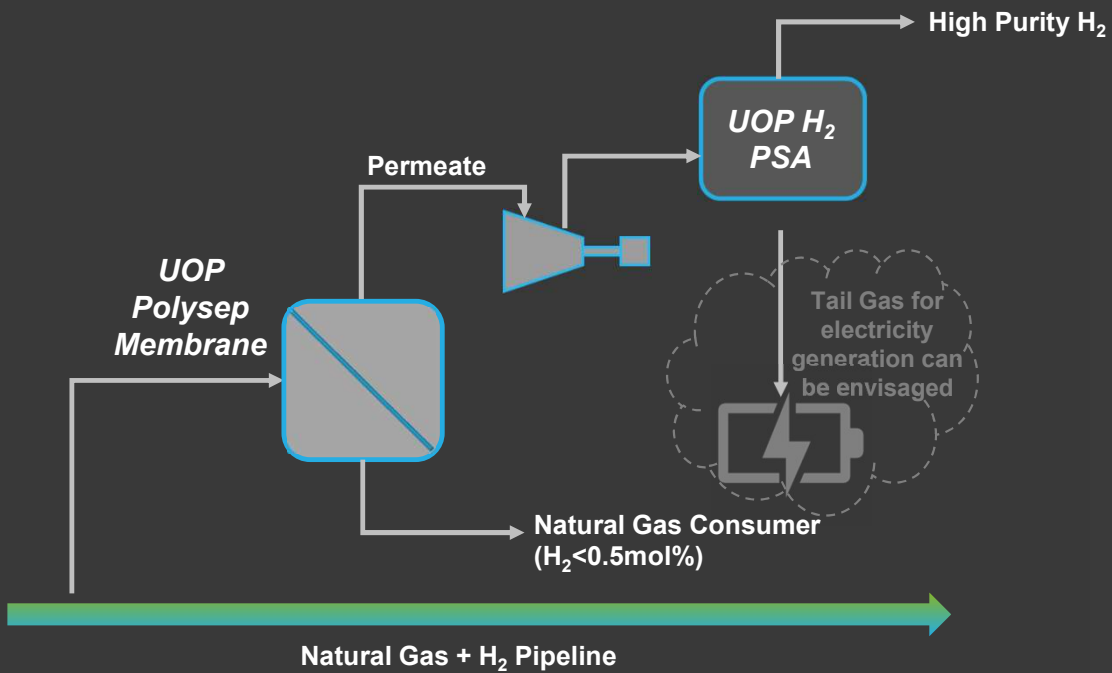 High Purity H₂
UOP H₂
PSA
Permeate
UOP
Polysep
Membrane
Tail Gas for
electricity
generation can
be envisaged
Natural Gas Consumer
(H₂<0.5mol%)
Natural Gas + H₂ Pipeline